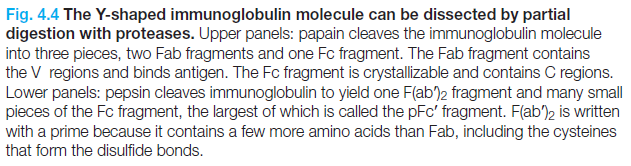 Fig. 4.4 The Y-shaped immunoglobulin molecule can be dissected by partial
digestion with proteases. Upper panels: papain cleaves the immunoglobulin molecule
into three pieces, two Fab fragments and one Fc fragment. The Fab fragment contains
the V regions and binds antigen. The Fc fragment is crystallizable and contains C regions.
Lower panels: pepsin cleaves immunoglobulin to yield one F(ab′)₂ fragment and many small
pieces of the Fc fragment, the largest of which is called the pFc′ fragment. F(ab′)₂ is written
with a prime because it contains a few more amino acids than Fab, including the cysteines
that form the disulfide bonds.